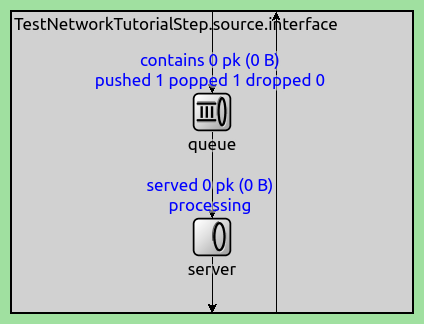 TestNetworkTutorialStep.source.interface
contains 0 pk (0 B)
pushed 1 popped 1 dropped 0
queue
served 0 pk (0 B)
processing
server